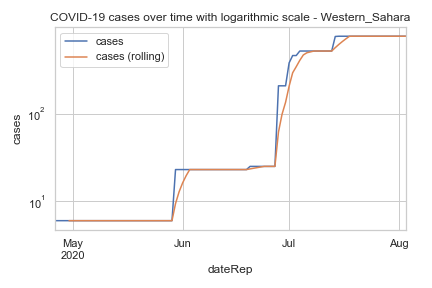 COVID-19 cases over time with logarithmic scale - Western_Sahara
cases
cases (rolling)
cases
10²
10¹
May
2020
Jun
Jul
Aug
dateRep